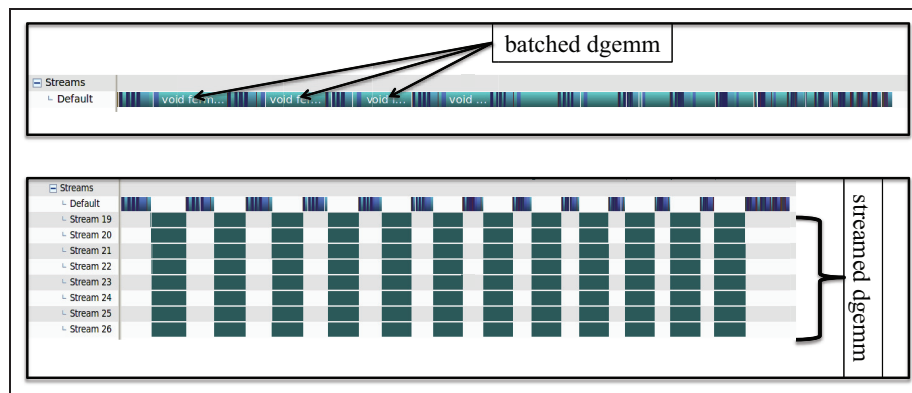 batched dgemm
Streams
Default
void ferm...
void fer...
void f...
void ...
Streams
Default
Stream 19
Stream 20
Stream 21
Stream 22
Stream 23
Stream 24
Stream 25
Stream 26
streamed dgemm